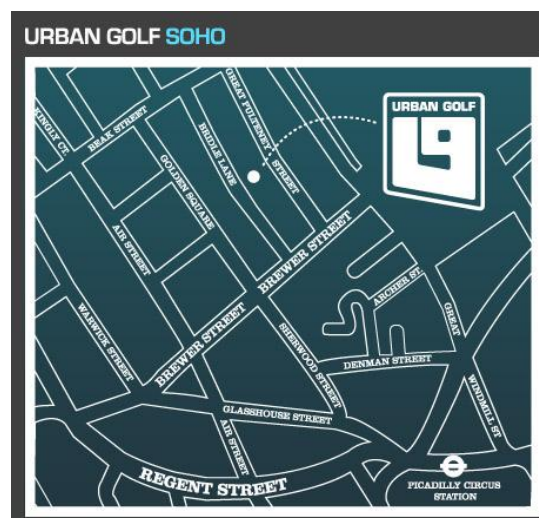 URBAN GOLF SOHO
URBAN GOLF
L9
KINGLY CT.
BEAK STREET
BRIDLE LANE
GREAT PULTENEY
STREET
GOLDEN SQUARE
AIR STREET
WARWICK STREET
BREWER STREET
BREWER STREET
SHERWOOD STREET
ARCHER ST.
GREAT
WINDMILL ST
DENMAN STREET
GLASSHOUSE STREET
AIR STREET
REGENT STREET
PICADILLY CIRCUS
STATION